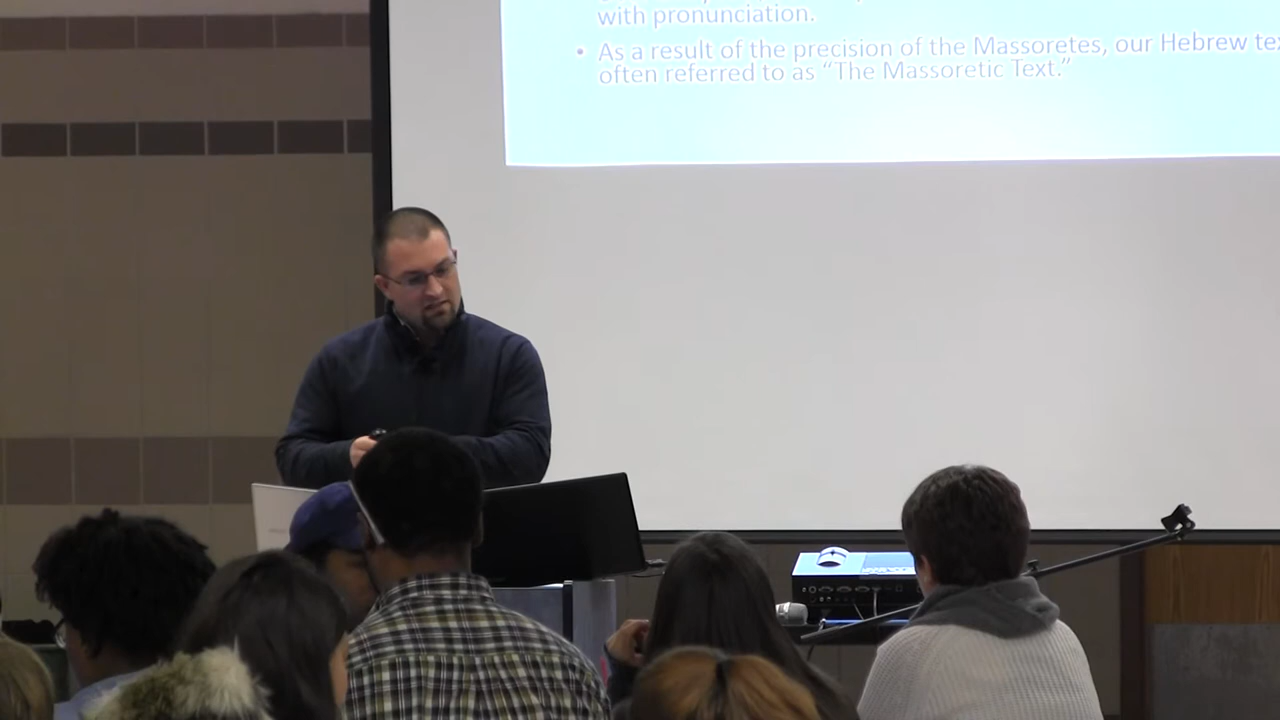 with pronunciation.
• As a result of the precision of the Massoretes, our Hebrew te
often referred to as “The Massoretic Text.”